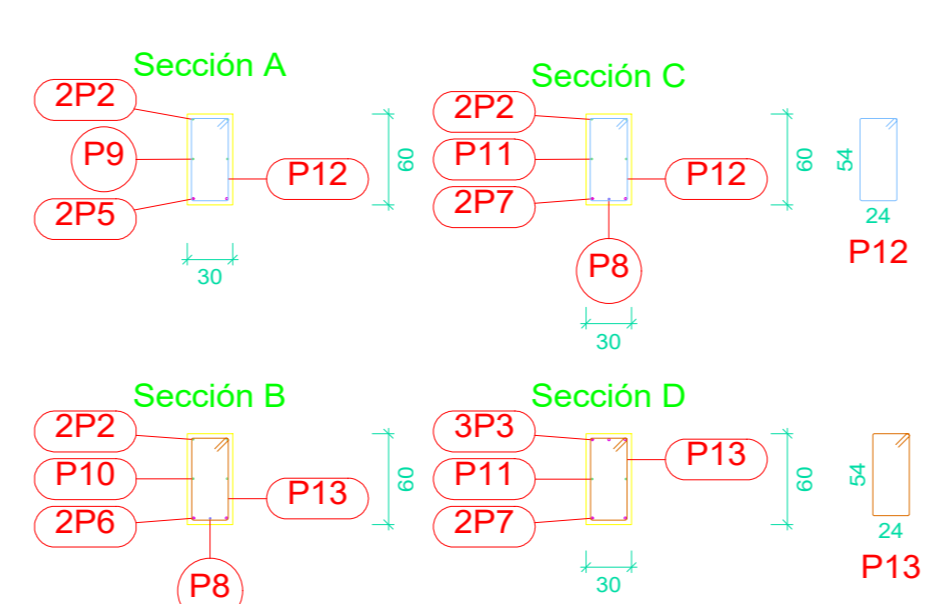 Sección A
2P2
P9
2P5
P12
60
30
Sección C
2P2
P11
2P7
P12
P8
60
30
54
24
P12
Sección B
2P2
P10
2P6
P13
P8
60
Sección D
3P3
P11
2P7
P13
60
30
54
24
P13